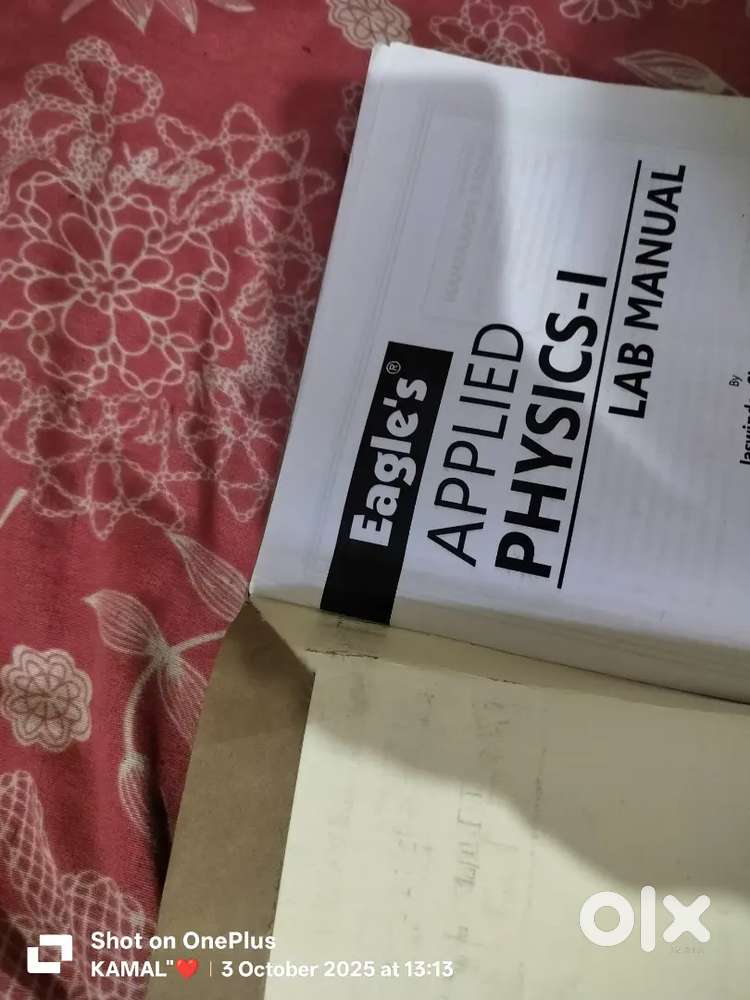 Eagle's®
APPLIED
PHYSICS-I
LAB MANUAL
By
Shot on OnePlus
KAMAL"❤️ | 3 October 2025 at 13:13
olx